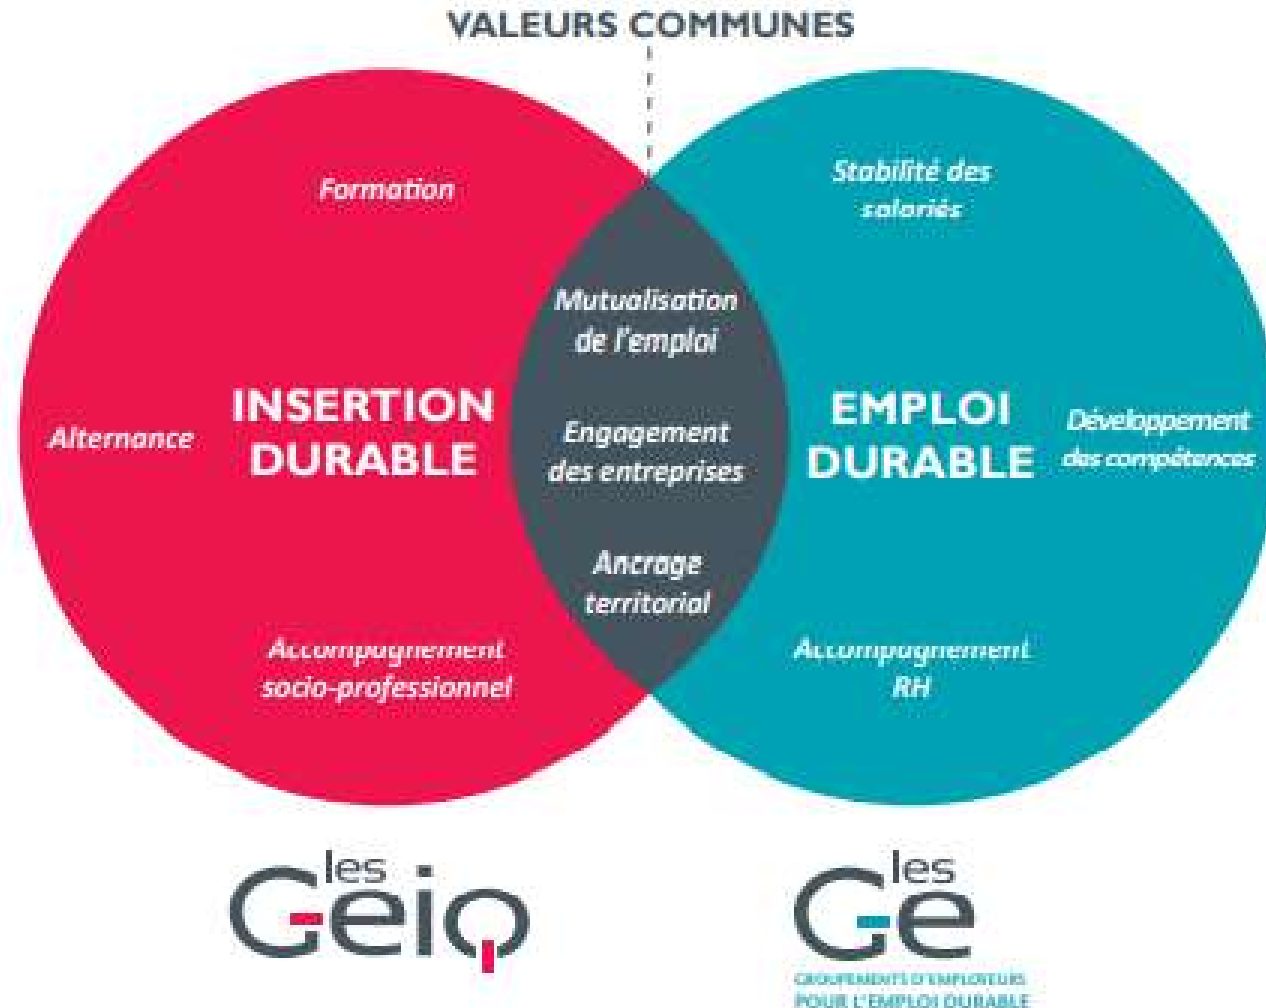 VALEURS COMMUNES
Formation
Alternance
INSERTION
DURABLE
Accompagnement
socio-professionnel
Mutualisation
de l'emploi
Engagement
des entreprises
Ancrage
territorial
Stabilité des
salariés
EMPLOI
DURABLE
Développement
des compétences
Accompagnement
RH
les
Geiq
les
Ge
GROUPEMENTS D'EMPLOYEURS
POUR L'EMPLOI DURABLE